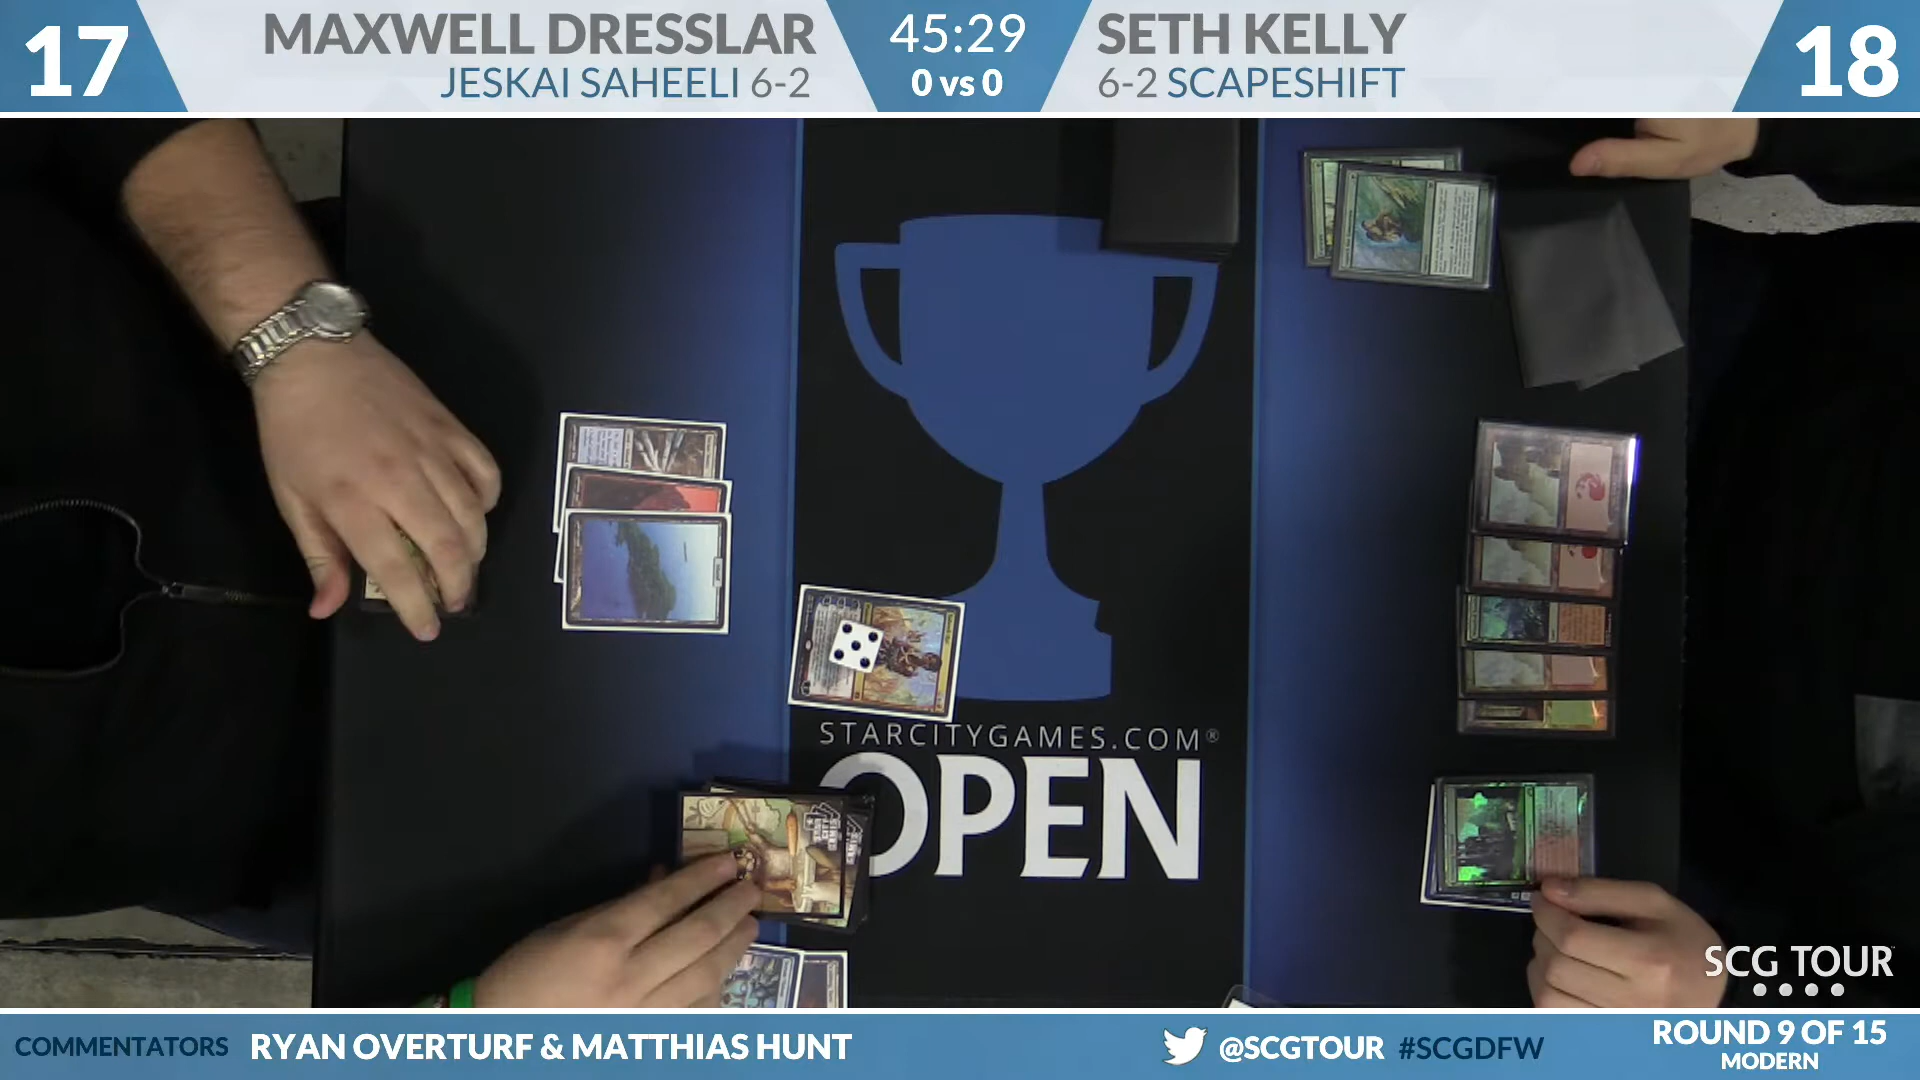 17
MAXWELL DRESSLAR
JESKAI SAHEELI 6-2
45:29
0 vs 0
SETH KELLY
6-2 SCAPESHIFT
18
STARCITYGAMES.COM®
OPEN
SCG TOUR
COMMENTATORS RYAN OVERTURF & MATTHIAS HUNT
@SCGTOUR #SCGDFW
ROUND 9 OF 15
MODERN